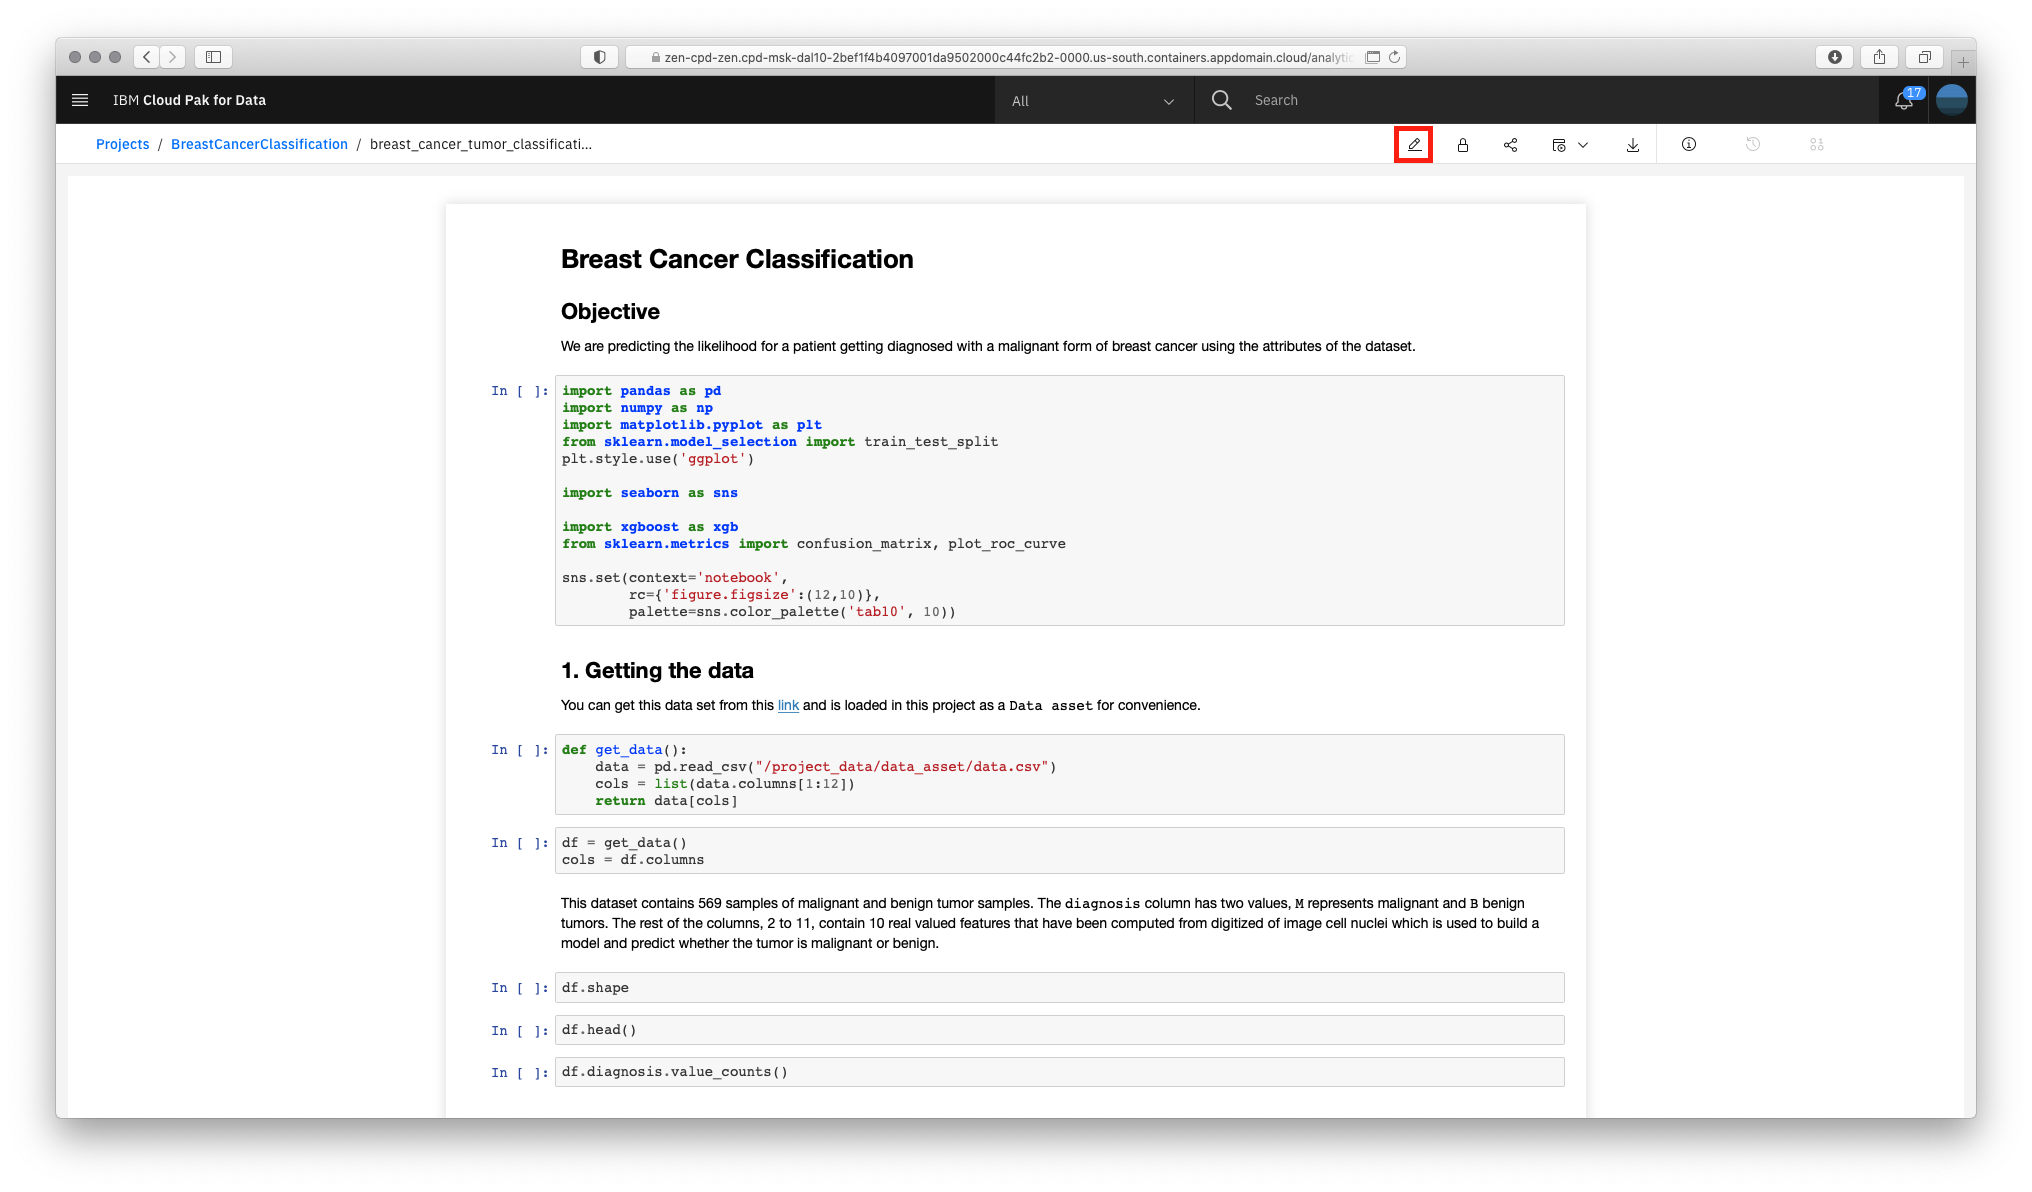 zen-cpd-zen.cpd-msk-dal10-2bef1f4b4097001da9502000c44fc2b2-0000.us-south.containers.appdomain.cloud/analytic
IBM Cloud Pak for Data
All
Search
17
Projects / BreastCancerClassification / breast_cancer_tumor_classificati...
Breast Cancer Classification
Objective
We are predicting the likelihood for a patient getting diagnosed with a malignant form of breast cancer using the attributes of the dataset.
In [ ]: import pandas as pd
import numpy as np
import matplotlib.pyplot as plt
from sklearn.model_selection import train_test_split
plt.style.use('ggplot')
import seaborn as sns
import xgboost as xgb
from sklearn.metrics import confusion_matrix, plot_roc_curve
sns.set(context='notebook',
rc={'figure.figsize':(12,10)},
palette=sns.color_palette('tab10', 10))
1. Getting the data
You can get this data set from this link and is loaded in this project as a Data asset for convenience.
In [ ]: def get_data():
data = pd.read_csv("/project_data/data_asset/data.csv")
cols = list(data.columns[1:12])
return data[cols]
In [ ]: df = get_data()
cols = df.columns
This dataset contains 569 samples of malignant and benign tumor samples. The diagnosis column has two values, M represents malignant and B benign
tumors. The rest of the columns, 2 to 11, contain 10 real valued features that have been computed from digitized of image cell nuclei which is used to build a
model and predict whether the tumor is malignant or benign.
In [ ]: df.shape
In [ ]: df.head()
In [ ]: df.diagnosis.value_counts()